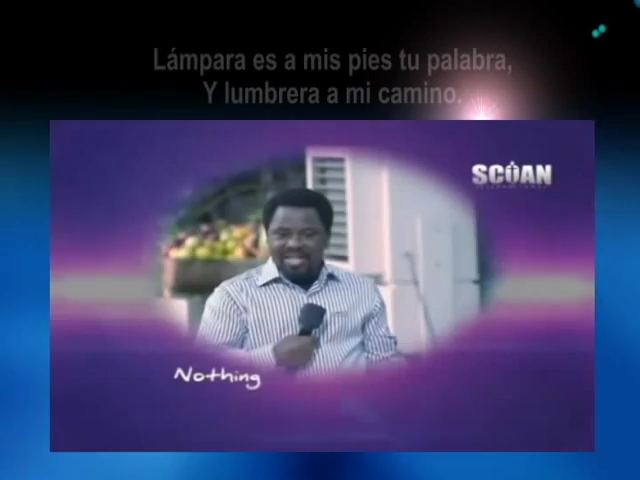 Lámpara es a mis pies tu palabra,
Y lumbrera a mi camino.
SCOAN
Nothing